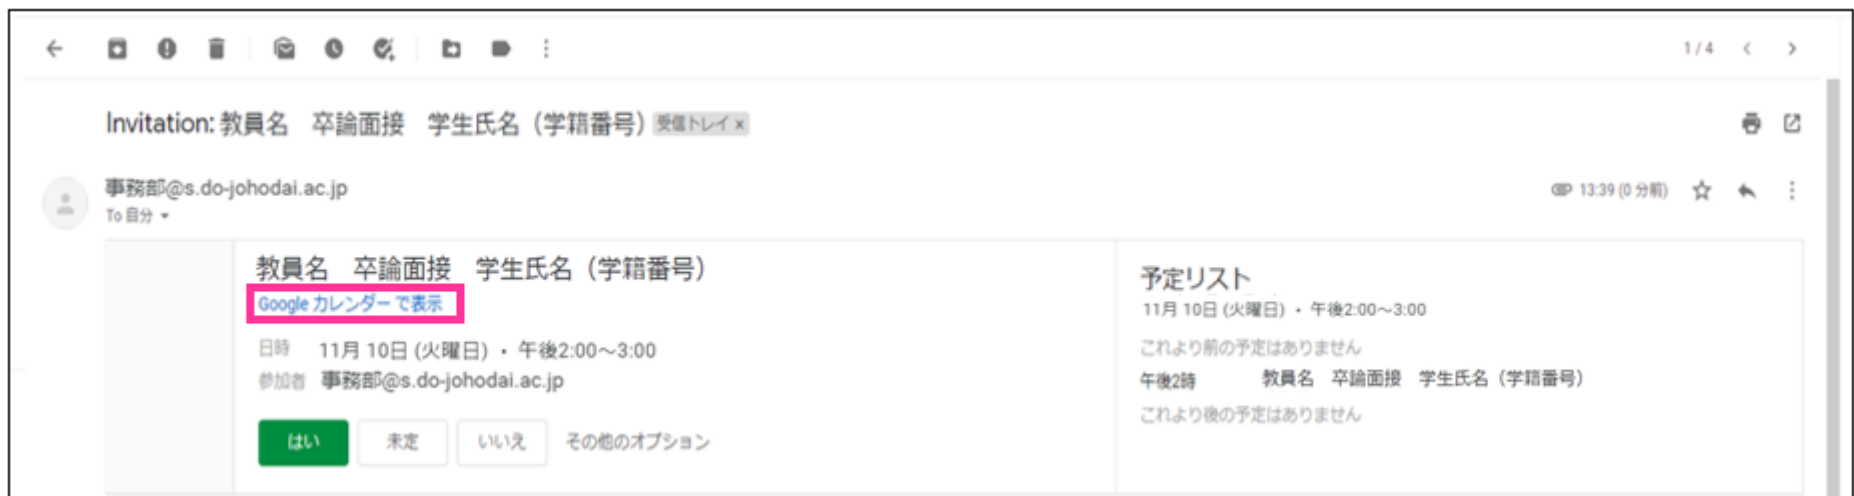 1/4
Invitation: 教員名　卒論面接　学生氏名（学籍番号) 受信トレイ ×
事務部@s.do-johodai.ac.jp
13:39 (0 分前)
To 自分
教員名　卒論面接　学生氏名（学籍番号）
Google カレンダー で表示
日時　11月 10日 (火曜日) ・ 午後2:00～3:00
参加者　事務部@s.do-johodai.ac.jp
はい　未定　いいえ　その他のオプション
予定リスト
11月 10日 (火曜日) ・ 午後2:00～3:00
これより前の予定はありません
午後2時　教員名　卒論面接　学生氏名（学籍番号）
これより後の予定はありません